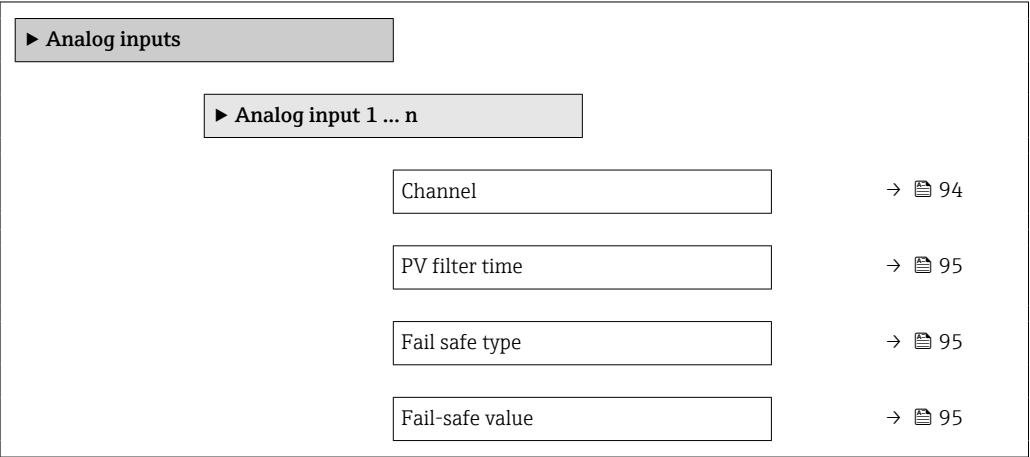 ▶ Analog inputs
▶ Analog input 1 ... n
Channel → 94
PV filter time → 95
Fail safe type → 95
Fail-safe value → 95